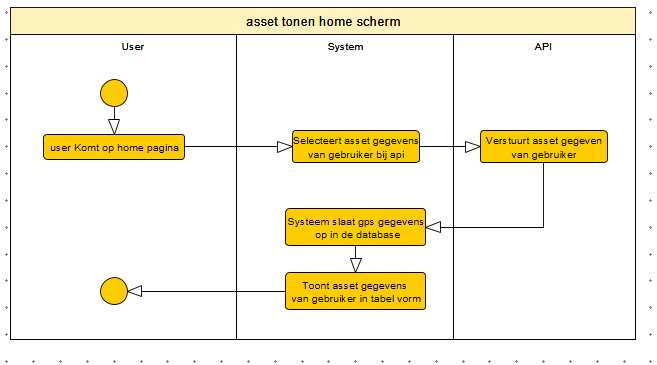 asset tonen home scherm
User
System
API
user Komt op home pagina
Selecteert asset gegevens
van gebruiker bij api
Verstuurt asset gegeven
van gebruiker
Systeem slaat gps gegevens
op in de database
Toont asset gegevens
van gebruiker in tabel vorm